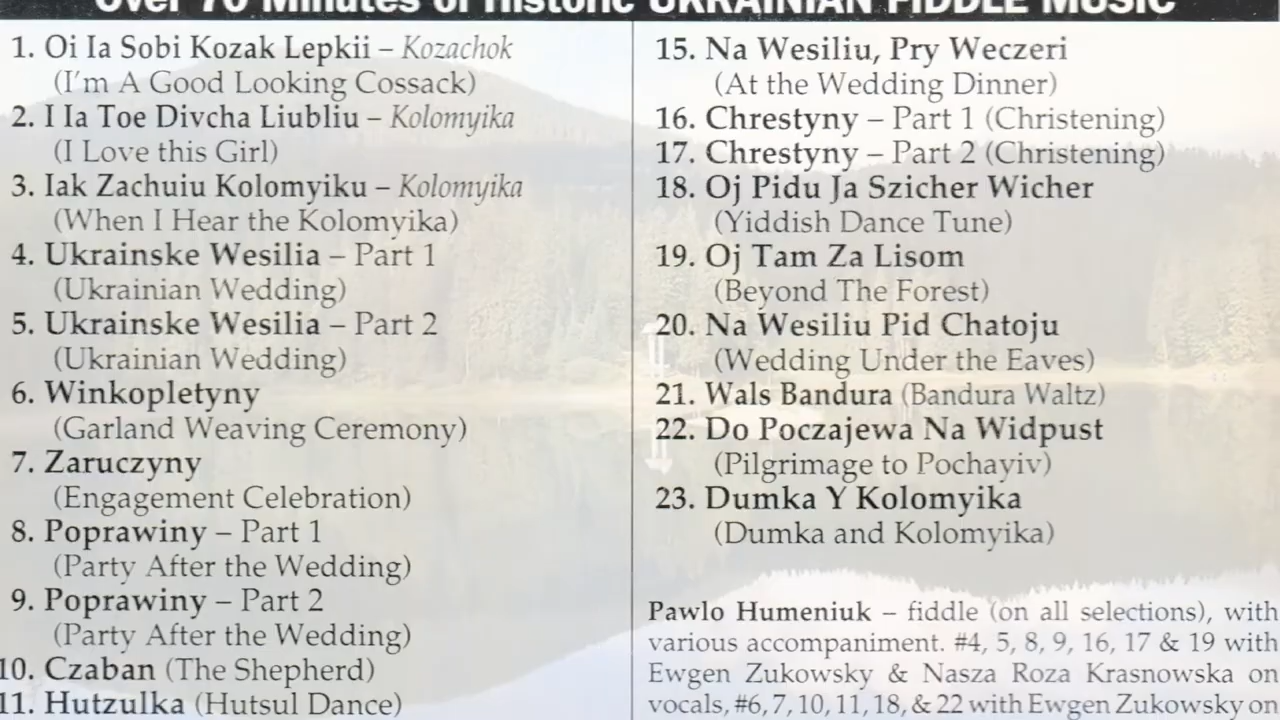 Over 70 Minutes of Historic UKRAINIAN FIDDLE MUSIC
1. Oi Ia Sobi Kozak Lepkii – Kozachok
(I'm A Good Looking Cossack)
2. I Ia Toe Divcha Liubliu – Kolomyika
(I Love this Girl)
3. Iak Zachuiu Kolomyiku – Kolomyika
(When I Hear the Kolomyika)
4. Ukrainske Wesilia – Part 1
(Ukrainian Wedding)
5. Ukrainske Wesilia – Part 2
(Ukrainian Wedding)
6. Winkopletyny
(Garland Weaving Ceremony)
7. Zaruczyny
(Engagement Celebration)
8. Poprawiny – Part 1
(Party After the Wedding)
9. Poprawiny – Part 2
(Party After the Wedding)
10. Czaban (The Shepherd)
11. Hutzulka (Hutsul Dance)
15. Na Wesiliu, Pry Weczeri
(At the Wedding Dinner)
16. Chrestyny – Part 1 (Christening)
17. Chrestyny – Part 2 (Christening)
18. Oj Pidu Ja Szicher Wicher
(Yiddish Dance Tune)
19. Oj Tam Za Lisom
(Beyond The Forest)
20. Na Wesiliu Pid Chatoju
(Wedding Under the Eaves)
21. Wals Bandura (Bandura Waltz)
22. Do Poczajewa Na Widpust
(Pilgrimage to Pochayiv)
23. Dumka Y Kolomyika
(Dumka and Kolomyika)
Pawlo Humeniuk – fiddle (on all selections), with
various accompaniment. #4, 5, 8, 9, 16, 17 & 19 with
Ewgen Zukowsky & Nasza Roza Krasnowska on
vocals, #6, 7, 10, 11, 18, & 22 with Ewgen Zukowsky on